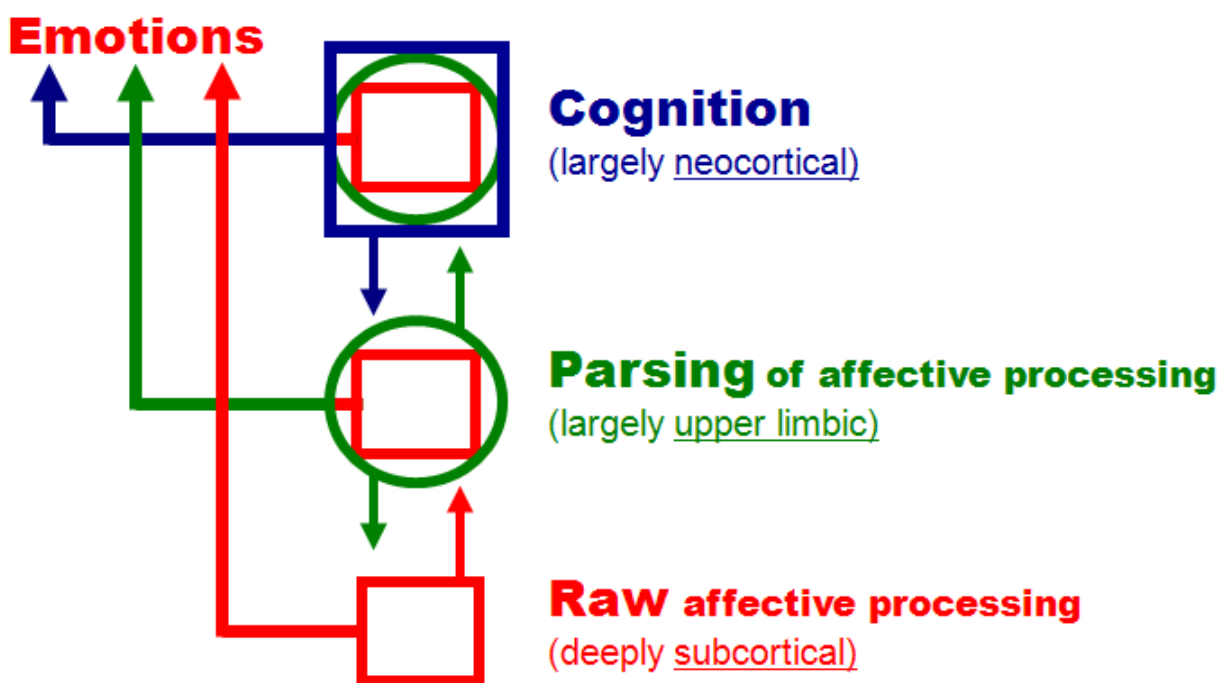 Emotions
Cognition
(largely neocortical)
Parsing of affective processing
(largely upper limbic)
Raw affective processing
(deeply subcortical)